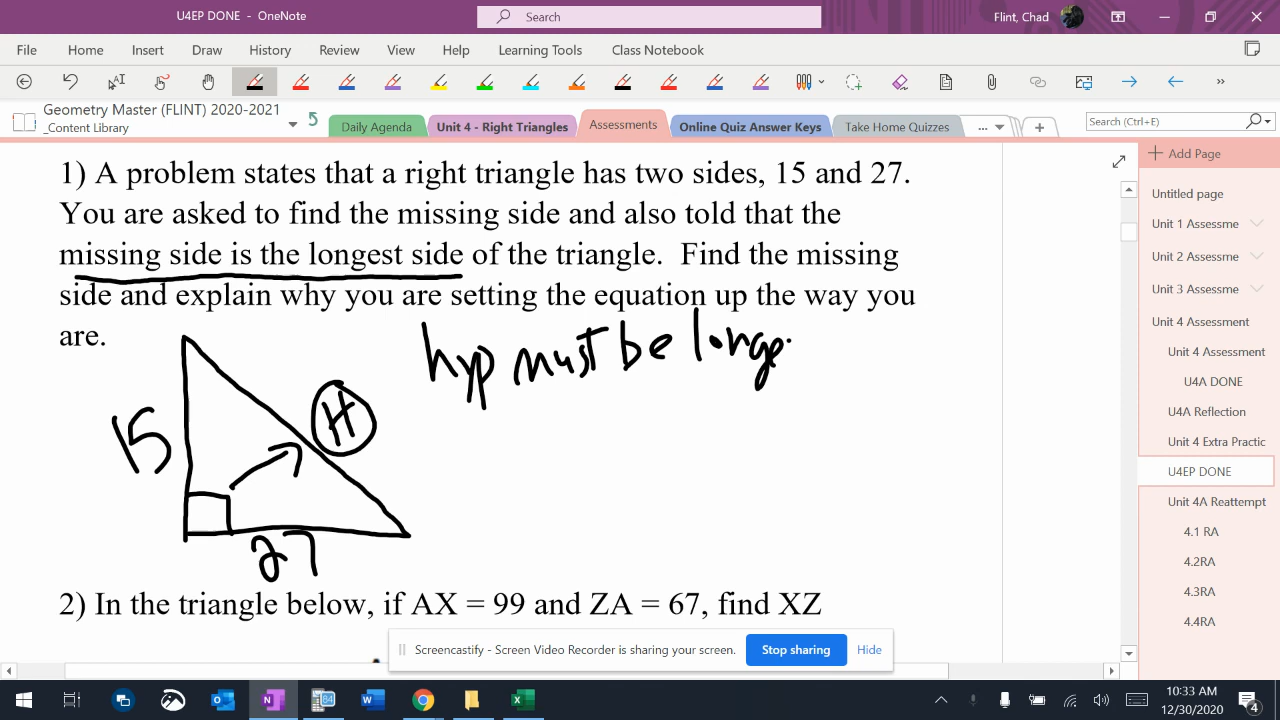 U4EP DONE - OneNote
Search
Flint, Chad
File Home Insert Draw History Review View Help Learning Tools Class Notebook
Geometry Master (FLINT) 2020-2021
_Content Library
Daily Agenda Unit 4 - Right Triangles Assessments Online Quiz Answer Keys Take Home Quizzes ... Search (Ctrl+E)
Add Page
1) A problem states that a right triangle has two sides, 15 and 27.
You are asked to find the missing side and also told that the
missing side is the longest side of the triangle. Find the missing
side and explain why you are setting the equation up the way you
are.
hyp must be longe
H
15
27
2) In the triangle below, if AX = 99 and ZA = 67, find XZ
Untitled page
Unit 1 Assessme
Unit 2 Assessme
Unit 3 Assessme
Unit 4 Assessment
Unit 4 Assessment
U4A DONE
U4A Reflection
Unit 4 Extra Practic
U4EP DONE
Unit 4A Reattempt
4.1 RA
4.2RA
4.3RA
4.4RA
Screencastify - Screen Video Recorder is sharing your screen. Stop sharing Hide
10:33 AM
12/30/2020
4